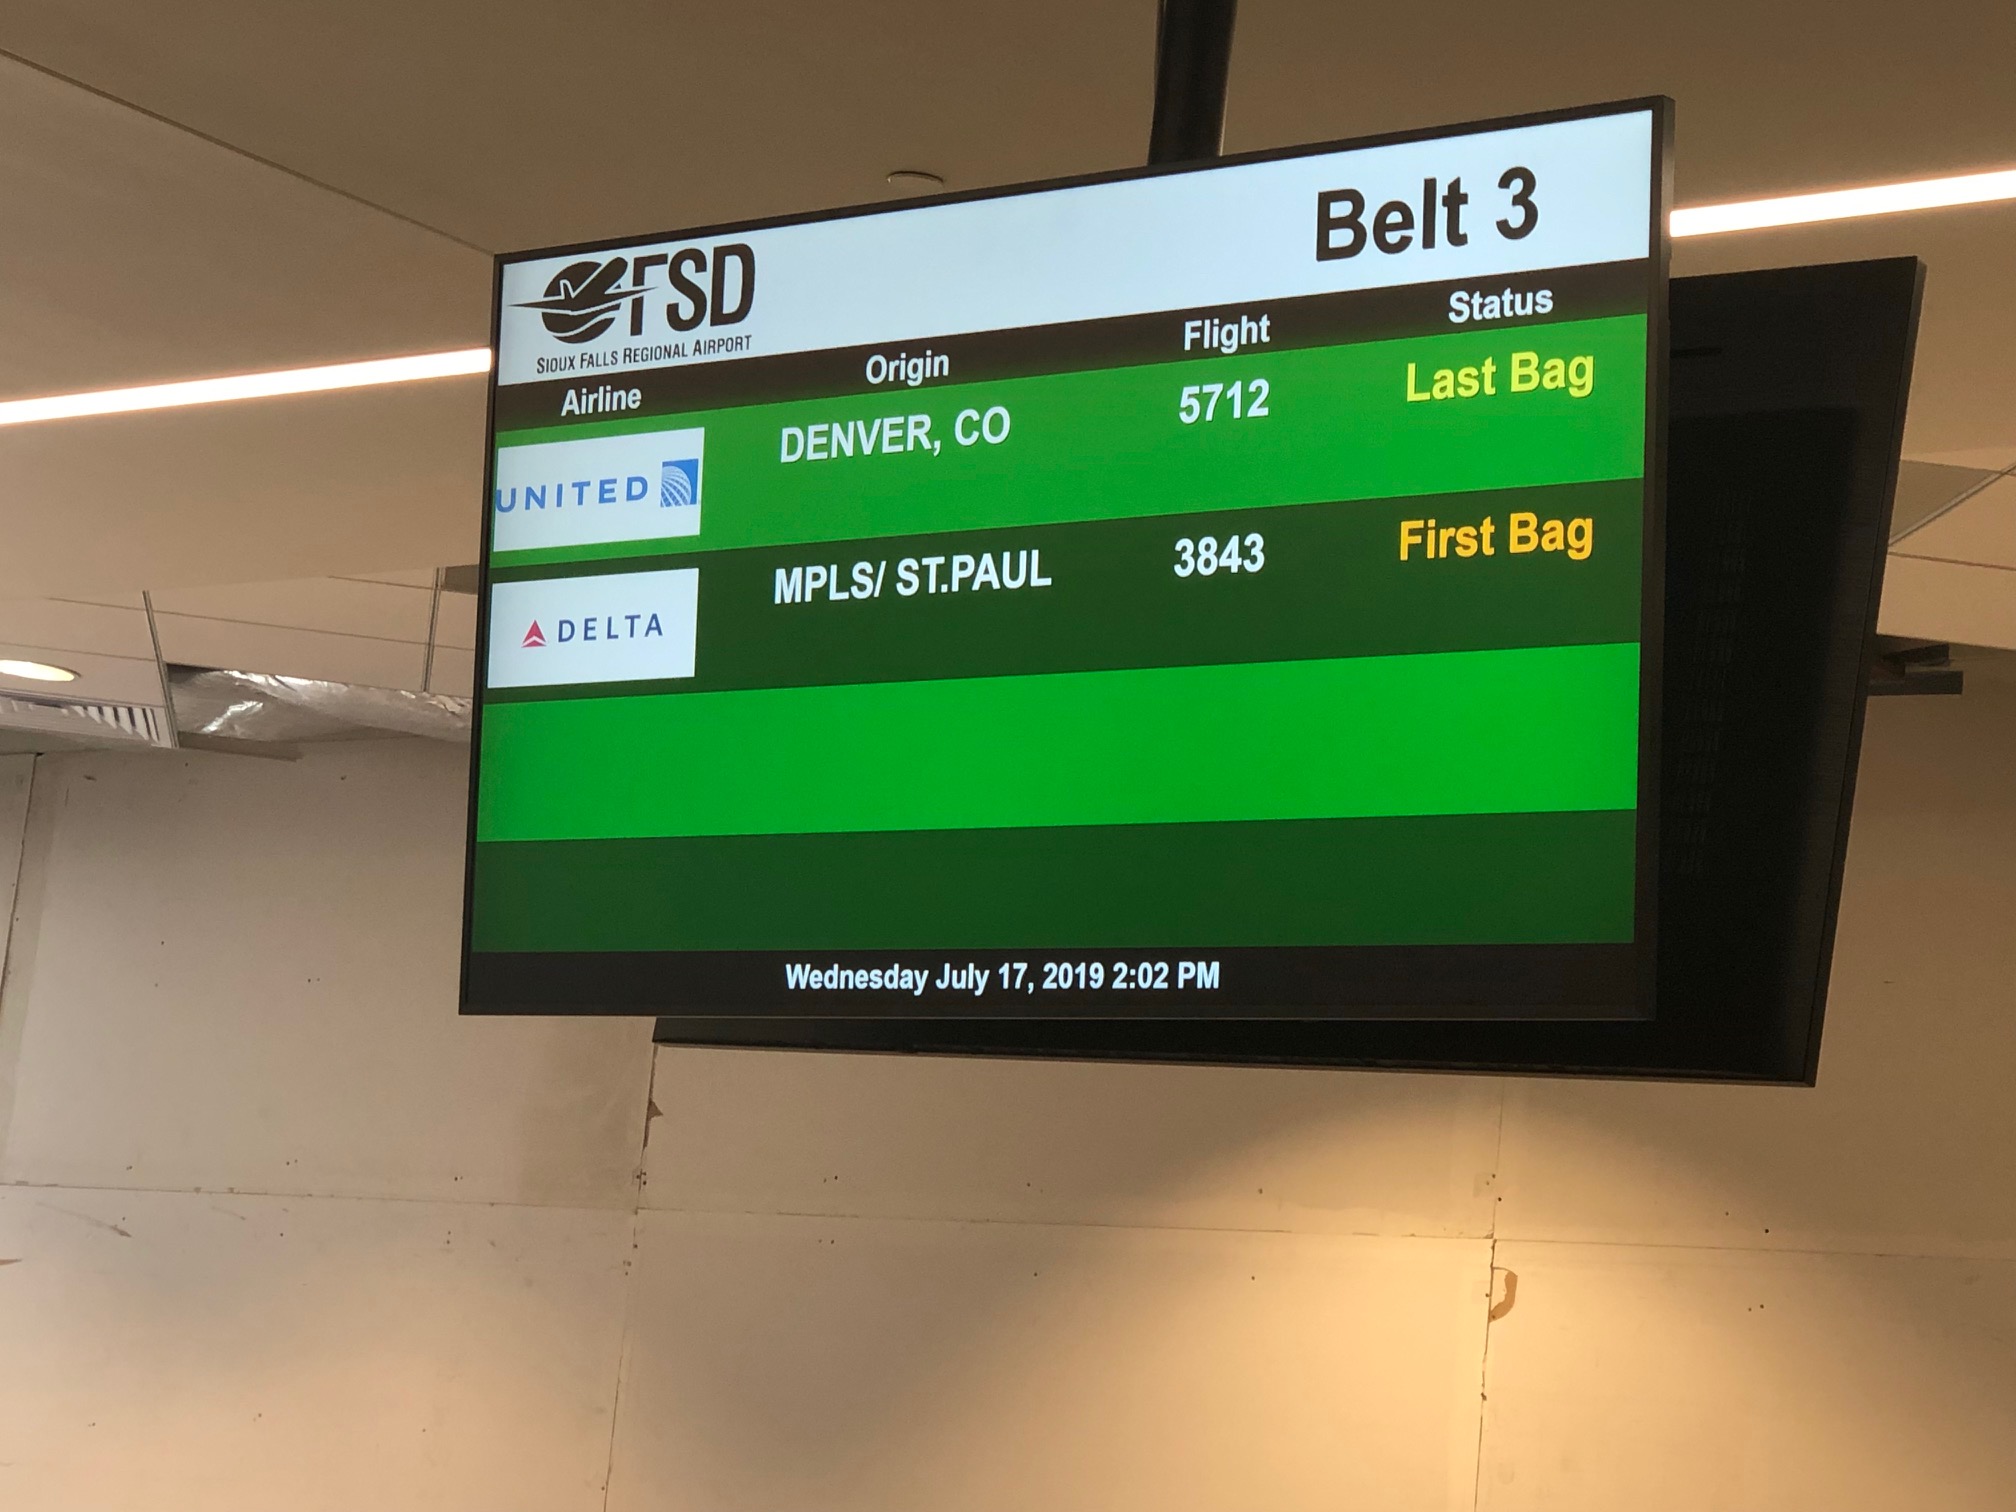 FSD
SIOUX FALLS REGIONAL AIRPORT
Belt 3
Airline Origin Flight Status
UNITED DENVER, CO 5712 Last Bag
DELTA MPLS/ ST.PAUL 3843 First Bag
Wednesday July 17, 2019 2:02 PM